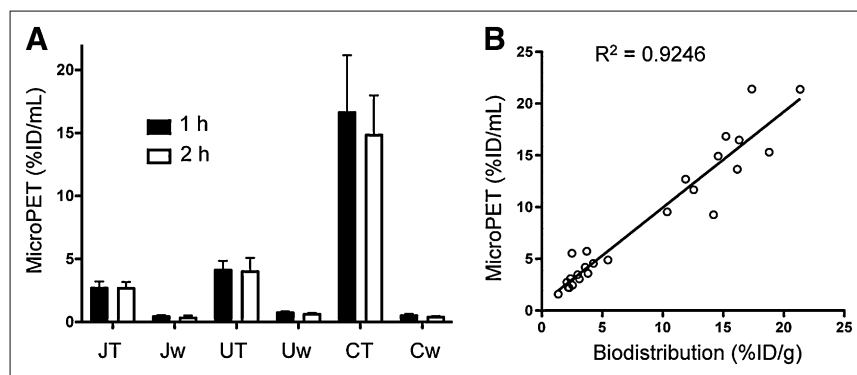 A
MicroPET (%ID/mL)
20
15
10
5
0
1 h
2 h
JT Jw UT Uw CT Cw
B
R² = 0.9246
MicroPET (%ID/mL)
25
20
15
10
5
0
0 5 10 15 20 25
Biodistribution (%ID/g)